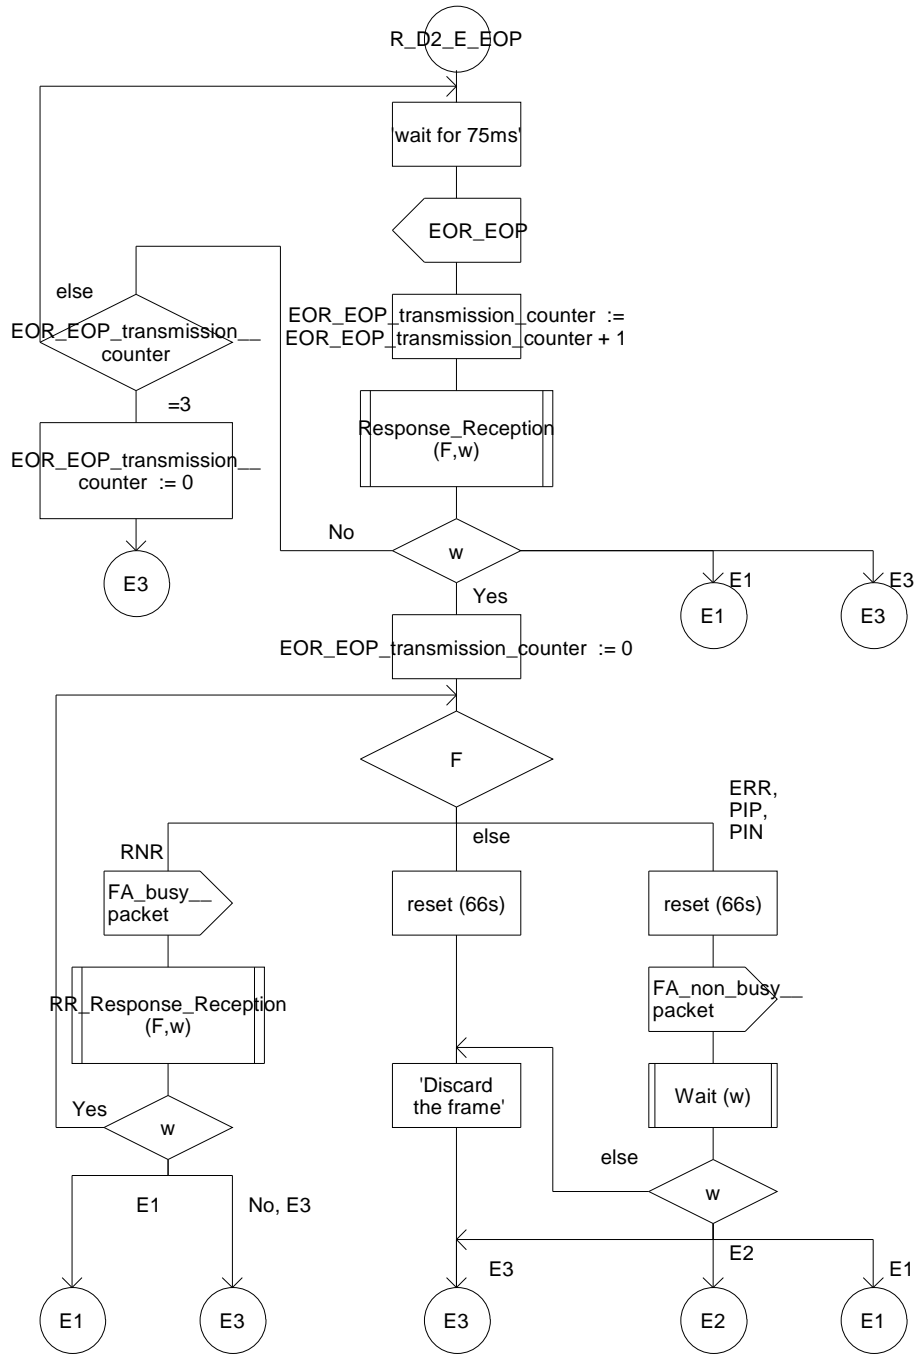 R_D2_E_EOP
'wait for 75ms'
EOR_EOP
else
EOR_EOP_transmission_counter :=
EOR_EOP_transmission_counter + 1
EOR_EOP_transmission__
counter
=3
Response_Reception
(F,w)
EOR_EOP_transmission__
counter := 0
No
w
E3
E1
E3
Yes
E1
E3
EOR_EOP_transmission_counter := 0
F
ERR,
PIP,
PIN
else
RNR
FA_busy__
packet
reset (66s)
reset (66s)
FA_non_busy__
packet
RR_Response_Reception
(F,w)
'Discard
the frame'
Wait (w)
Yes
w
else
w
E1
No, E3
E3
E2
E1
E1
E3
E3
E2
E1